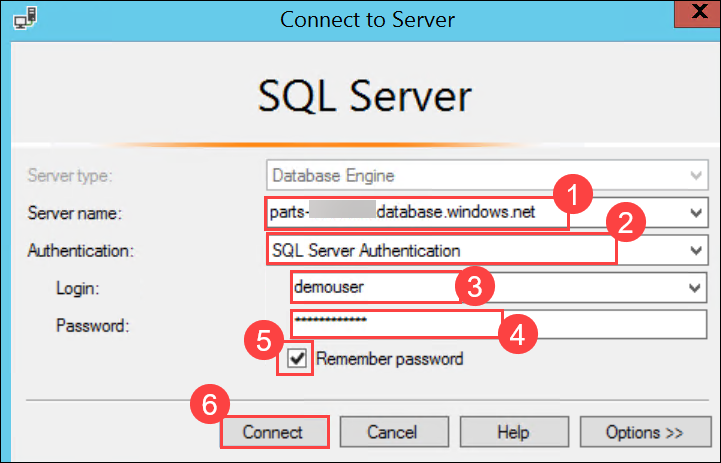 Connect to Server
X
SQL Server
Server type: Database Engine
1
Server name: parts- database.windows.net
2
Authentication: SQL Server Authentication
Login: demouser 3
Password: ************ 4
5
Remember password
6
Connect Cancel Help Options >>